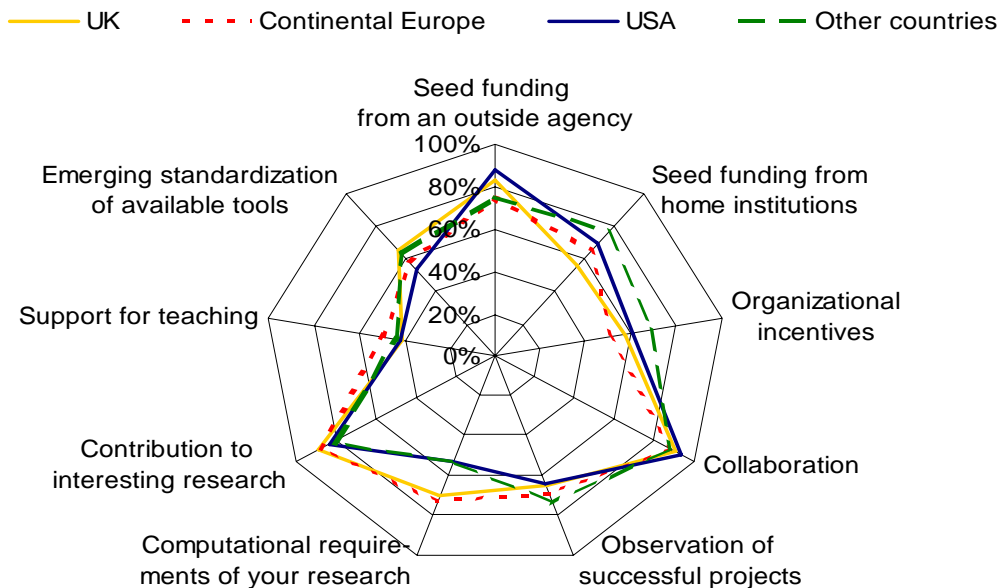 UK
Continental Europe
USA
Other countries
Seed funding
from an outside agency
100%
80%
60%
40%
20%
0%
Seed funding from
home institutions
Organizational
incentives
Collaboration
Observation of
successful projects
Computational require-
ments of your research
Contribution to
interesting research
Support for teaching
Emerging standardization
of available tools